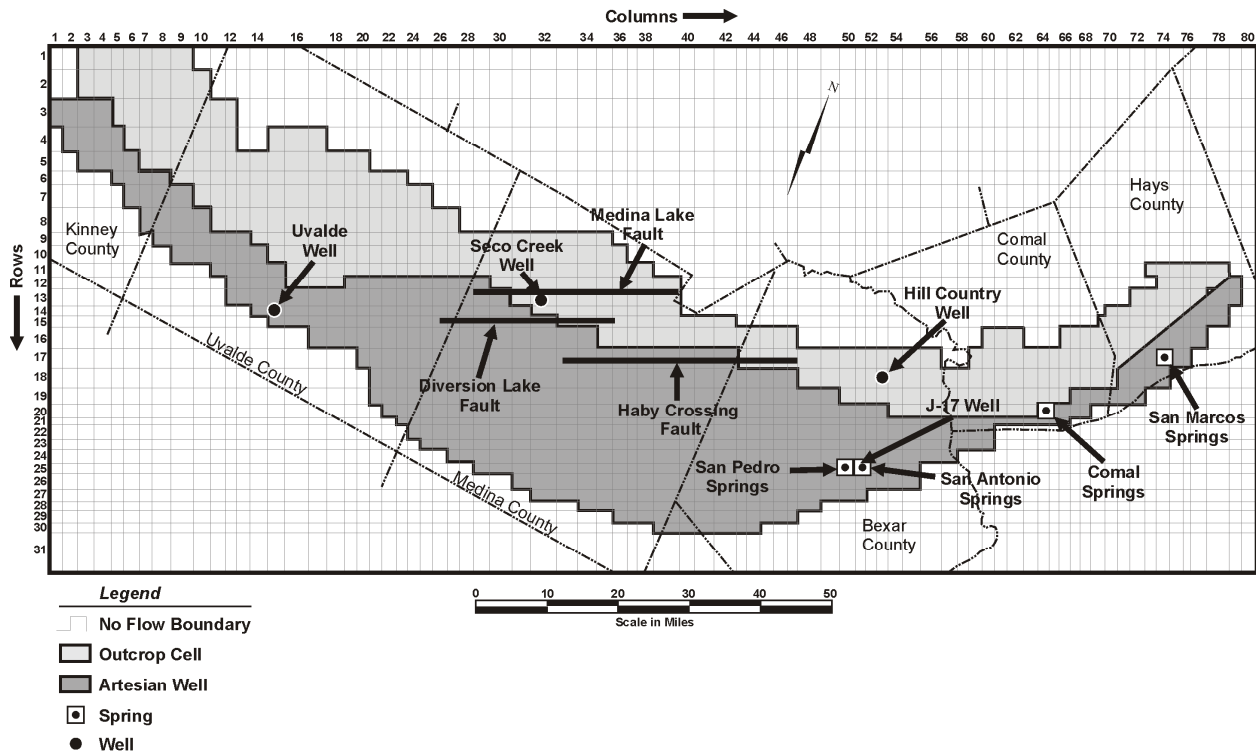 Columns
1 2 3 4 5 6 7 8 9 10 12 14 16 18 20 22 24 26 28 30 32 34 36 38 40 42 44 46 48 50 52 54 56 58 60 62 64 66 68 70 72 74 76 78 80
Rows
1
2
3
4
5
6
7
8
9
10
11
12
13
14
15
16
17
18
19
20
21
22
23
24
25
26
27
28
29
30
31
N
Hays
County
Comal
County
Kinney
County
Uvalde
Well
Medina Lake
Fault
Seco Creek
Well
Hill Country
Well
Uvalde County
Diversion Lake
Fault
Haby Crossing
Fault
J-17 Well
San Marcos
Springs
San Pedro
Springs
San Antonio
Springs
Comal
Springs
Medina County
Bexar
County
Legend
No Flow Boundary
Outcrop Cell
Artesian Well
Spring
Well
0 10 20 30 40 50
Scale in Miles